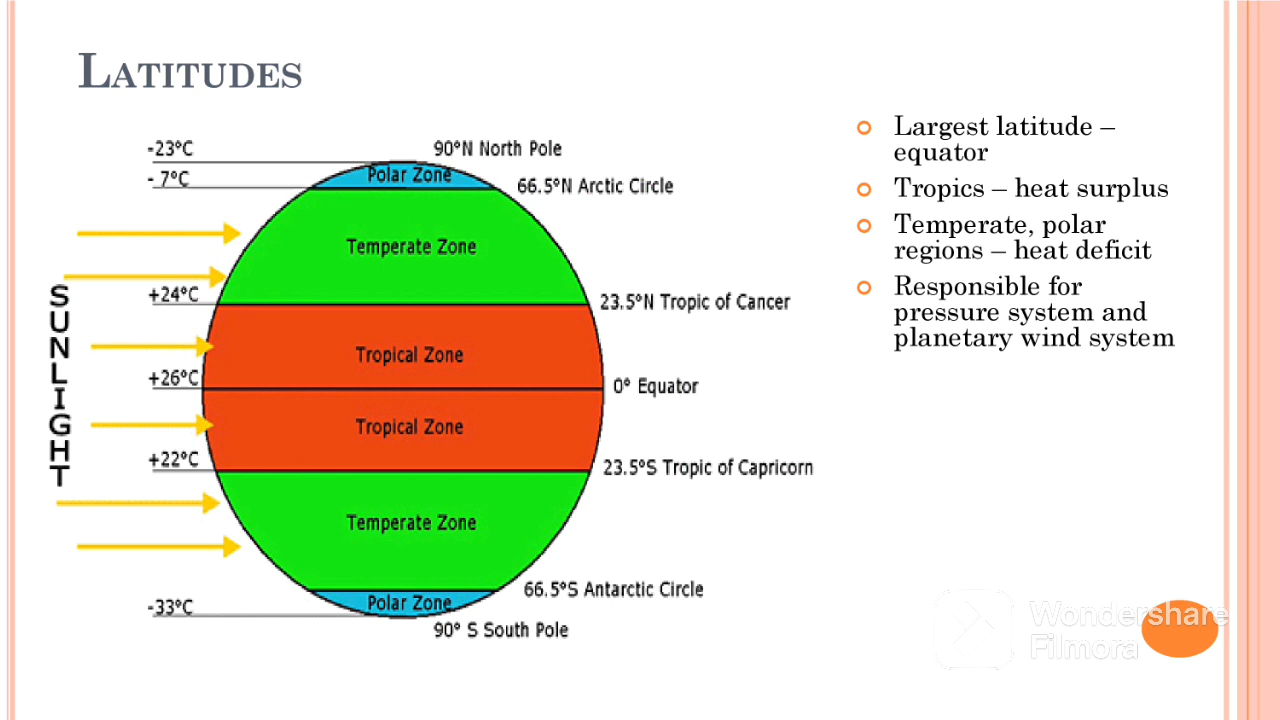 LATITUDES
-23°C
90°N North Pole
- 7°C
Polar Zone
66.5°N Arctic Circle
Temperate Zone
+24°C
23.5°N Tropic of Cancer
SUNLIGHT
Tropical Zone
+26°C
0° Equator
Tropical Zone
+22°C
23.5°S Tropic of Capricorn
Temperate Zone
66.5°S Antarctic Circle
-33°C
Polar Zone
90° S South Pole
Largest latitude –
equator
Tropics – heat surplus
Temperate, polar
regions – heat deficit
Responsible for
pressure system and
planetary wind system
Wondershare
Filmora